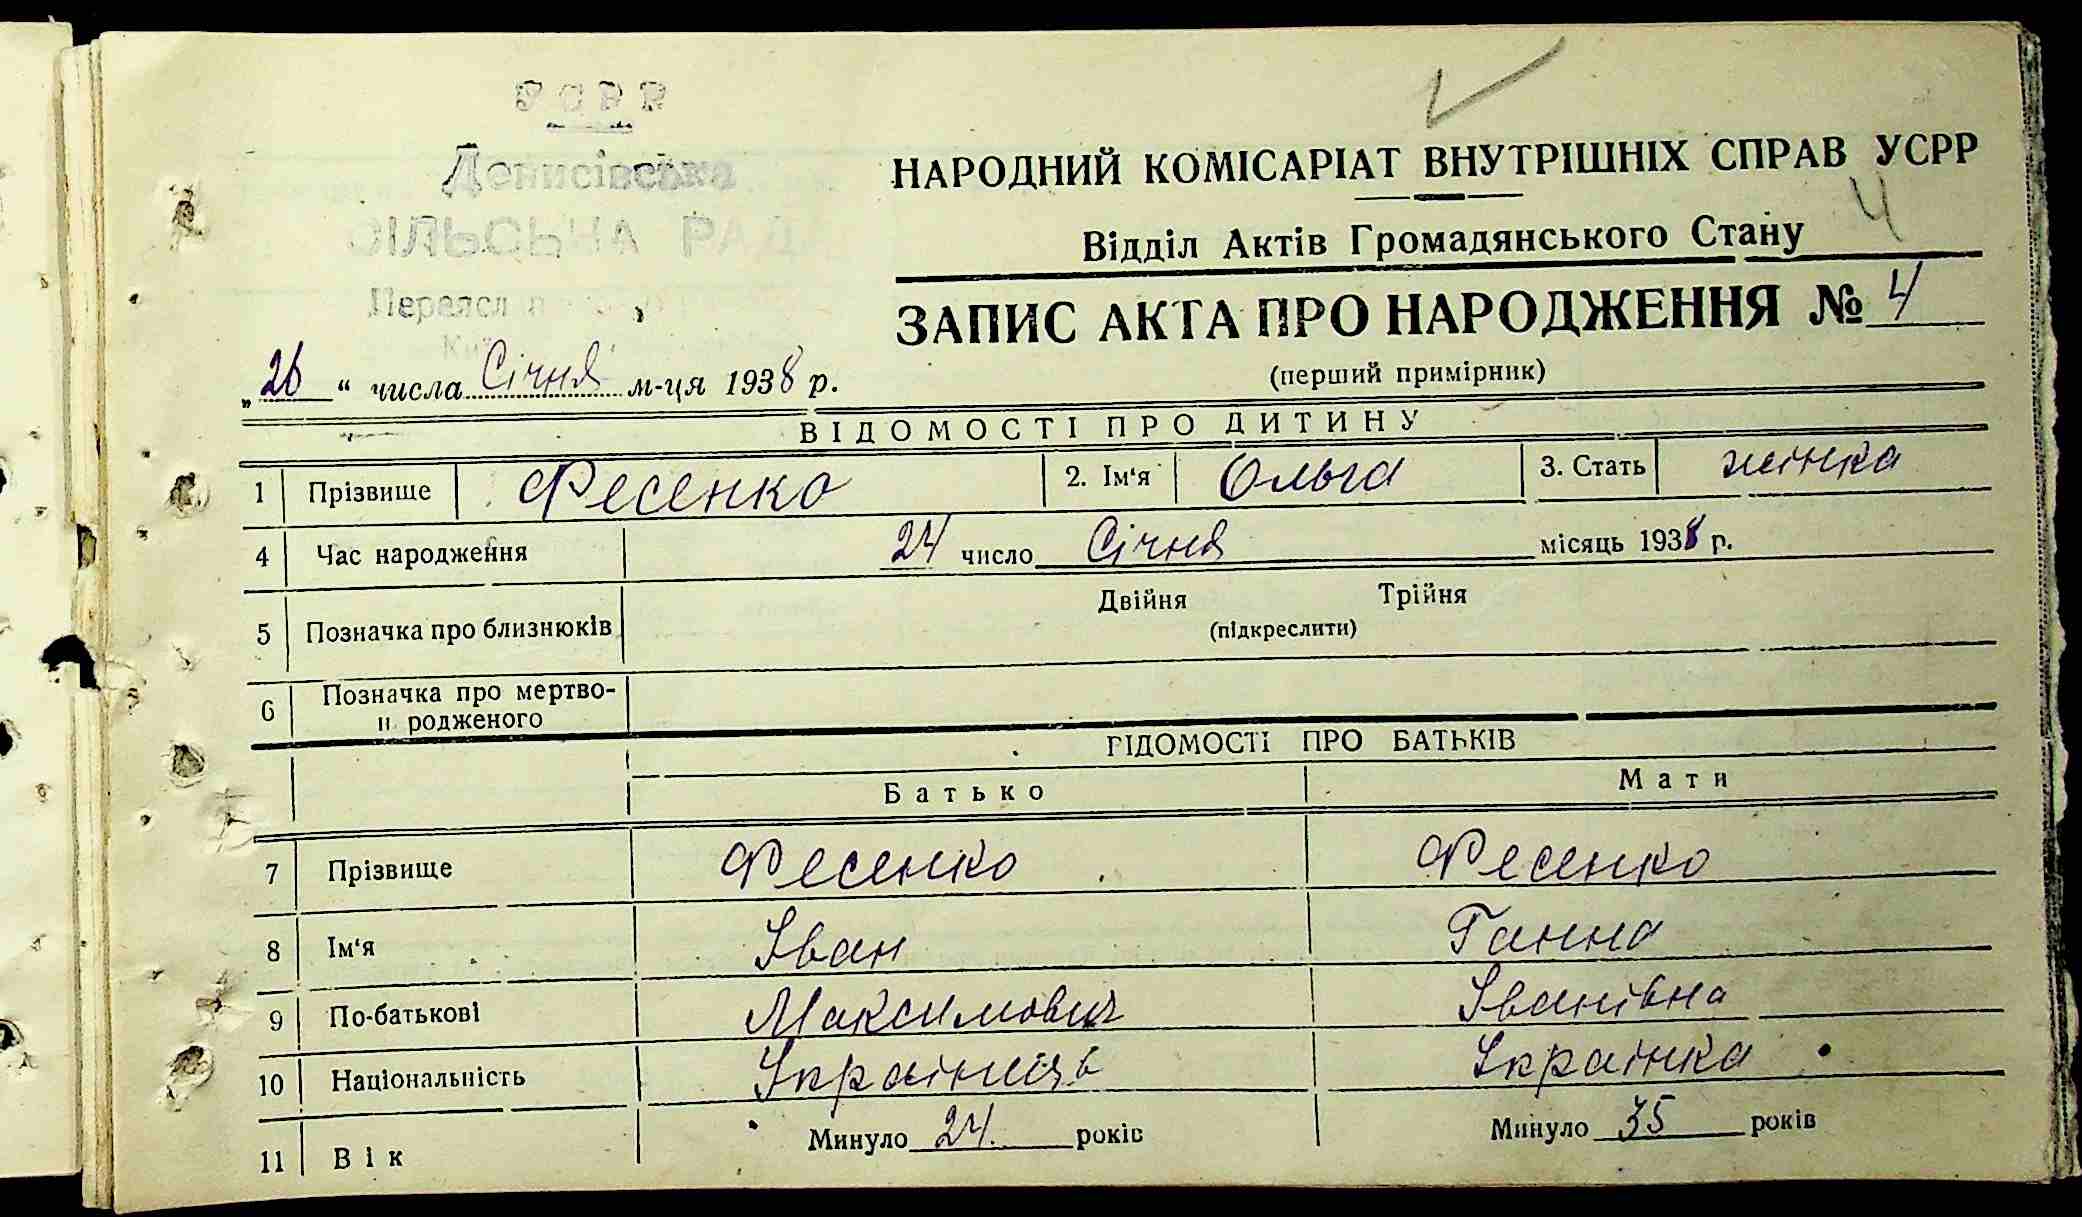 УСРР
Денисівська
СІЛЬСЬКА РАДА
НАРОДНИЙ КОМІСАРІАТ ВНУТРІШНІХ СПРАВ УСРР
4
Відділ Актів Громадянського Стану
ЗАПИС АКТА ПРО НАРОДЖЕННЯ № 4
(перший примірник)
„26“ числа Січня м-ця 1938 р.
ВІДОМОСТІ ПРО ДИТИНУ
1 Прізвище Фесенко 2. Ім‘я Ольга 3. Стать жінка
4 Час народження 24 число Січня місяць 1938 р.
5 Позначка про близнюків Двійня Трійня
(підкреслити)
6 Позначка про мертво-
родженого
ВІДОМОСТІ ПРО БАТЬКІВ
Батько Мати
7 Прізвище Фесенко Фесенко
8 Ім‘я Іван Ганна
9 По-батькові Максимович Іванівна
10 Національність Українець Українка
11 Вік Минуло 24 років Минуло 35 років